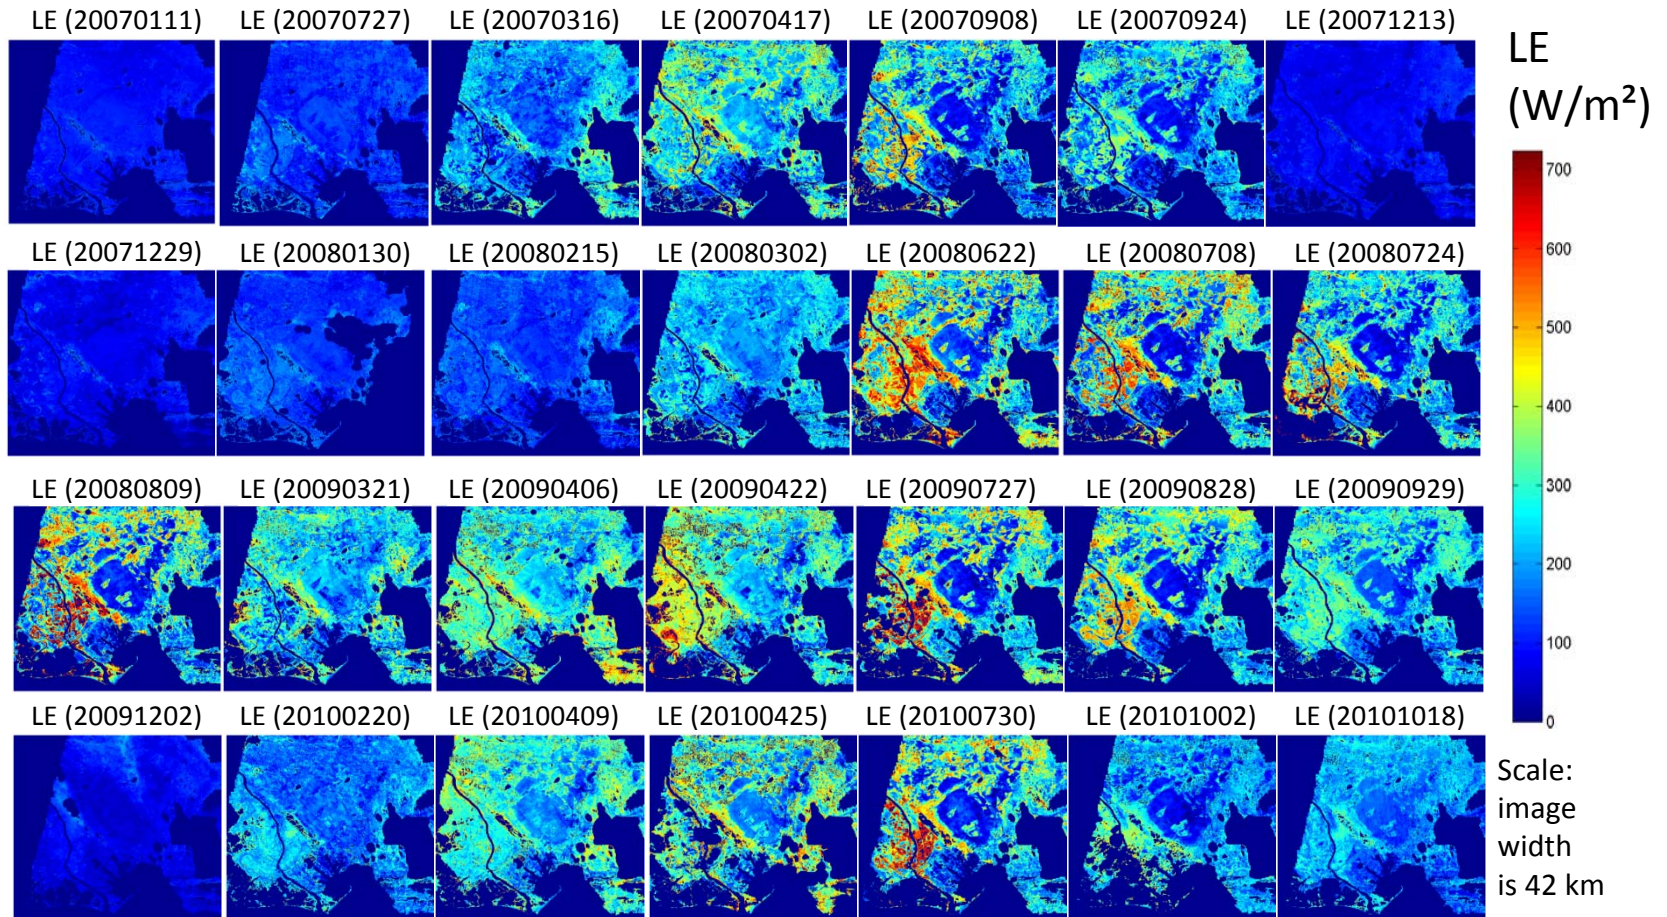 LE (20070111) LE (20070727) LE (20070316) LE (20070417) LE (20070908) LE (20070924) LE (20071213)
LE (20071229) LE (20080130) LE (20080215) LE (20080302) LE (20080622) LE (20080708) LE (20080724)
LE (20080809) LE (20090321) LE (20090406) LE (20090422) LE (20090727) LE (20090828) LE (20090929)
LE (20091202) LE (20100220) LE (20100409) LE (20100425) LE (20100730) LE (20101002) LE (20101018)
LE
(W/m²)
700
600
500
400
300
200
100
0
Scale:
image
width
is 42 km